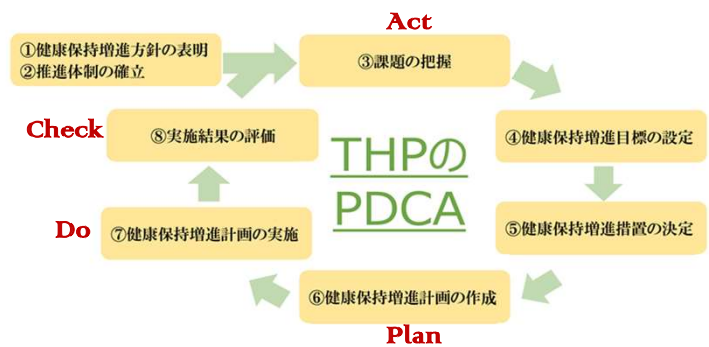 Act
①健康保持増進方針の表明
②推進体制の確立
③課題の把握
Check
⑧実施結果の評価
THPの
PDCA
④健康保持増進目標の設定
Do
⑦健康保持増進計画の実施
⑤健康保持増進措置の決定
⑥健康保持増進計画の作成
Plan